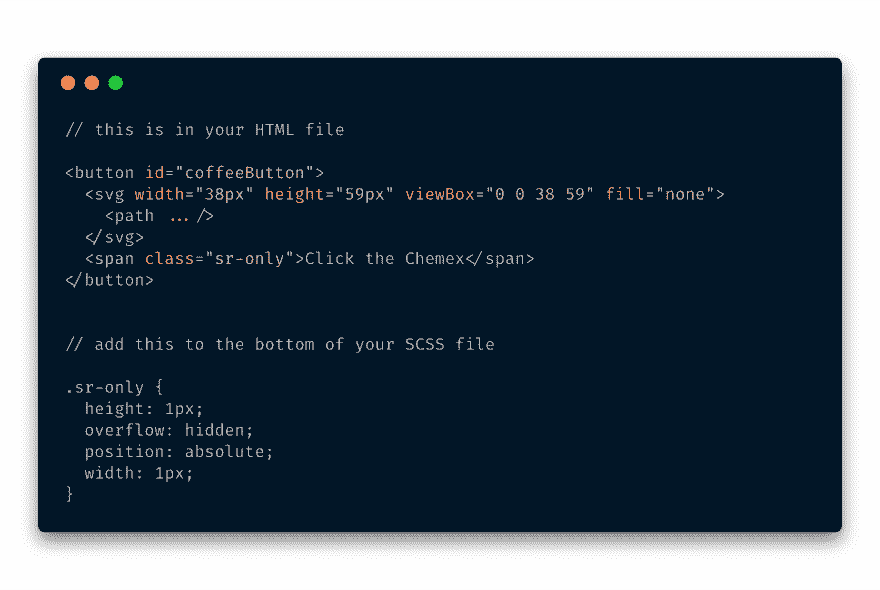 // this is in your HTML file
<button id="coffeeButton">
<svg width="38px" height="59px" viewBox="0 0 38 59" fill="none">
<path ... />
</svg>
<span class="sr-only">Click the Chemex</span>
</button>
// add this to the bottom of your SCSS file
.sr-only {
height: 1px;
overflow: hidden;
position: absolute;
width: 1px;
}